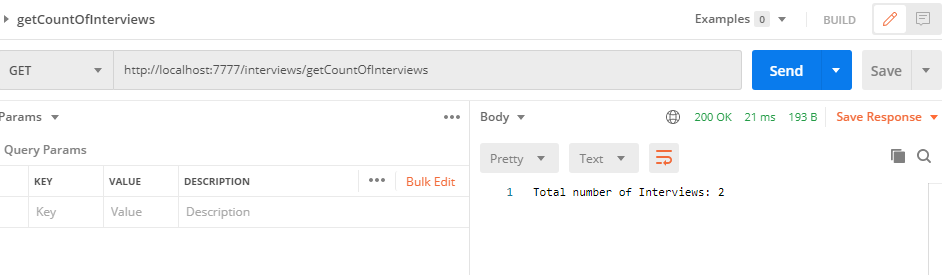 getCountOfInterviews
Examples 0 BUILD
GET http://localhost:7777/interviews/getCountOfInterviews Send Save
Params
Query Params
KEY VALUE DESCRIPTION Bulk Edit
Key Value Description
Body 200 OK 21 ms 193 B Save Response
Pretty Text
1 Total number of Interviews: 2